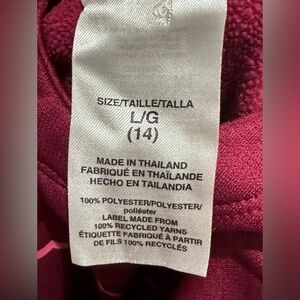 SIZE/TAILLE/TALLA
L/G
(14)
MADE IN THAILAND
FABRIQUÉ EN THAÏLANDE
HECHO EN TAILANDIA
100% POLYESTER/POLYESTER/
poliéster
LABEL MADE FROM
100% RECYCLED YARNS
ÉTIQUETTE FABRIQUÉ À PARTIR
DE FILS 100% RECYCLÉS